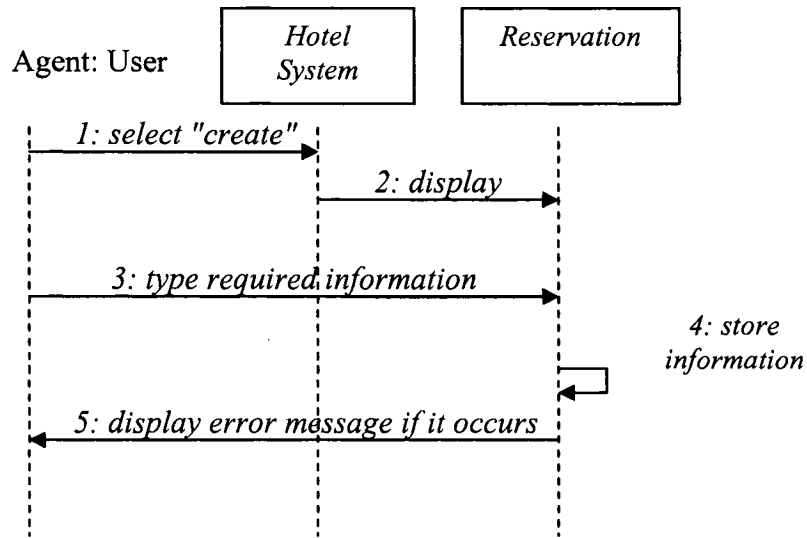 Agent: User
Hotel
System
Reservation
1: select "create"
2: display
3: type required information
4: store
information
5: display error message if it occurs